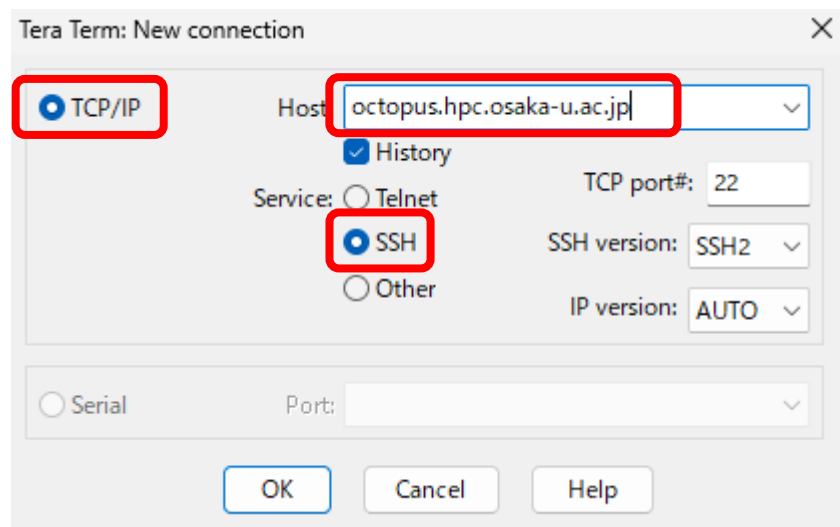 Tera Term: New connection
TCP/IP
Host: octopus.hpc.osaka-u.ac.jp
History
Service: Telnet
TCP port#: 22
SSH
SSH version: SSH2
Other
IP version: AUTO
Serial
Port:
OK
Cancel
Help